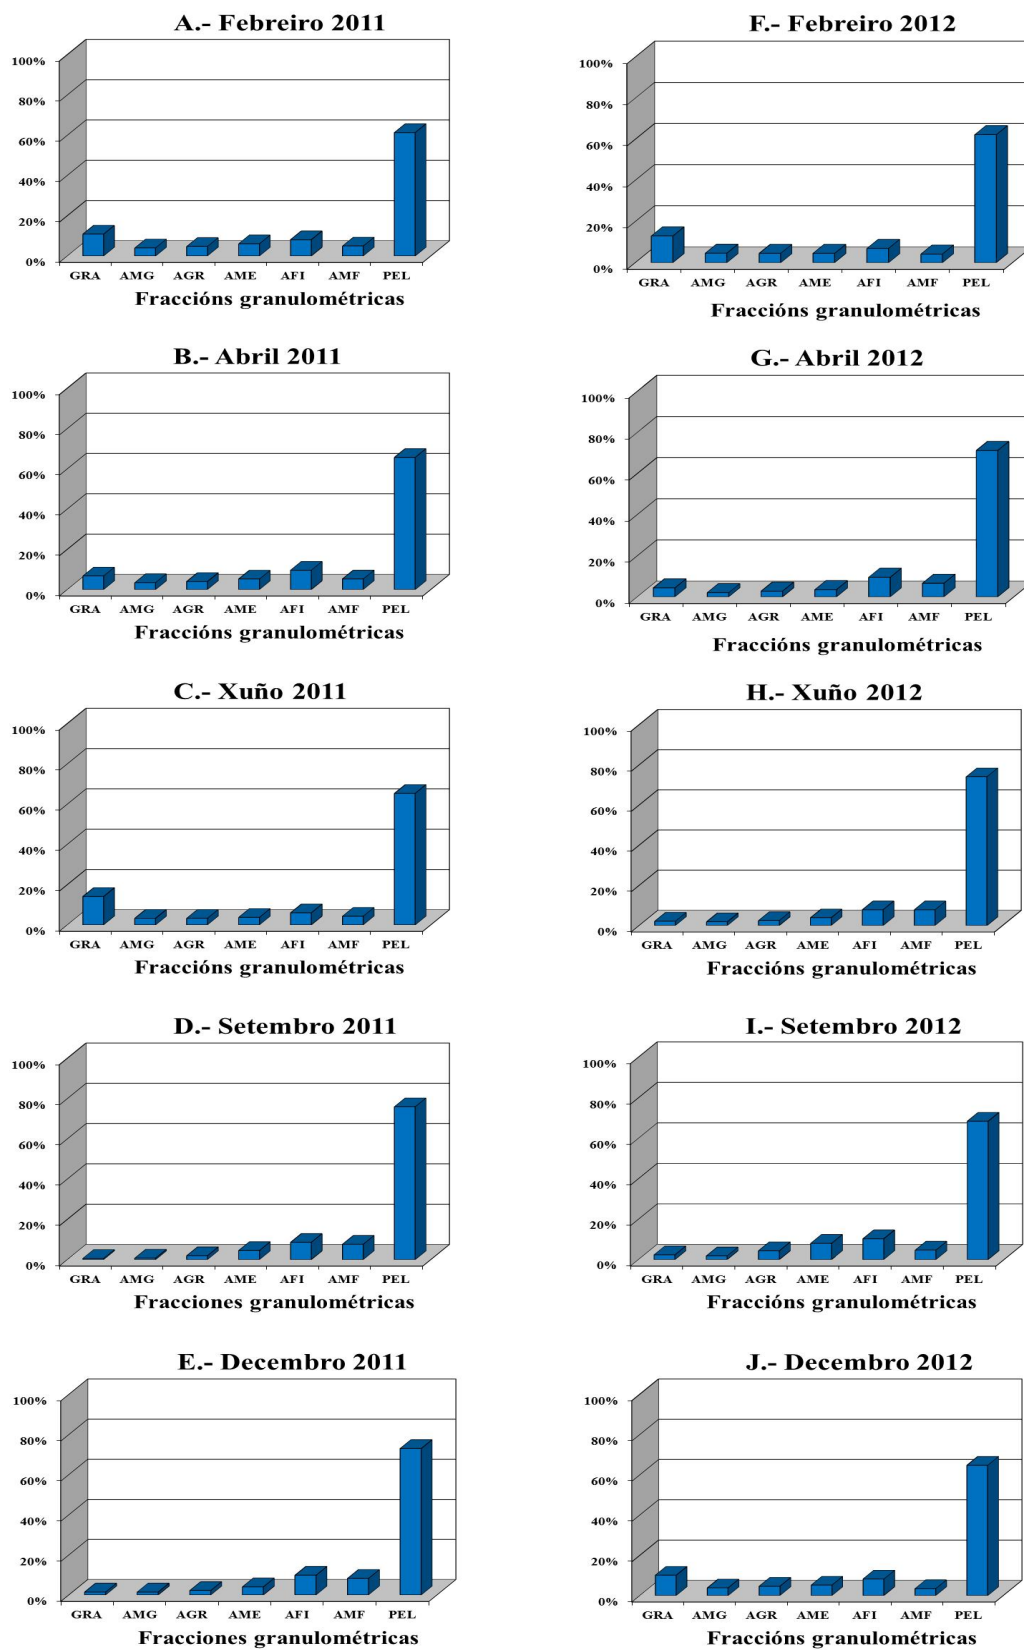 A.- Febreiro 2011
100%
80%
60%
40%
20%
0%
GRA AMG AGR AME AFI AMF PEL
Fraccións granulométricas
F.- Febreiro 2012
100%
80%
60%
40%
20%
0%
GRA AMG AGR AME AFI AMF PEL
Fraccións granulométricas
B.- Abril 2011
100%
80%
60%
40%
20%
0%
GRA AMG AGR AME AFI AMF PEL
Fraccións granulométricas
G.- Abril 2012
100%
80%
60%
40%
20%
0%
GRA AMG AGR AME AFI AMF PEL
Fraccións granulométricas
C.- Xuño 2011
100%
80%
60%
40%
20%
0%
GRA AMG AGR AME AFI AMF PEL
Fraccións granulométricas
H.- Xuño 2012
100%
80%
60%
40%
20%
0%
GRA AMG AGR AME AFI AMF PEL
Fraccións granulométricas
D.- Setembro 2011
100%
80%
60%
40%
20%
0%
GRA AMG AGR AME AFI AMF PEL
Fracciones granulométricas
I.- Setembro 2012
100%
80%
60%
40%
20%
0%
GRA AMG AGR AME AFI AMF PEL
Fraccións granulométricas
E.- Decembro 2011
100%
80%
60%
40%
20%
0%
GRA AMG AGR AME AFI AMF PEL
Fracciones granulométricas
J.- Decembro 2012
100%
80%
60%
40%
20%
0%
GRA AMG AGR AME AFI AMF PEL
Fraccións granulométricas